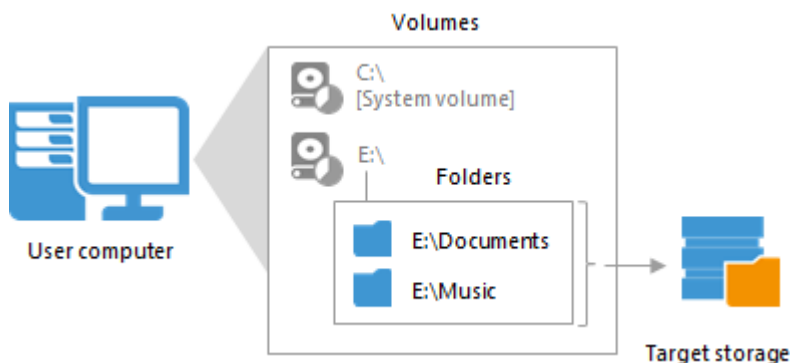 Volumes
C:\
[System volume]
E:\
Folders
E:\Documents
E:\Music
User computer
Target storage